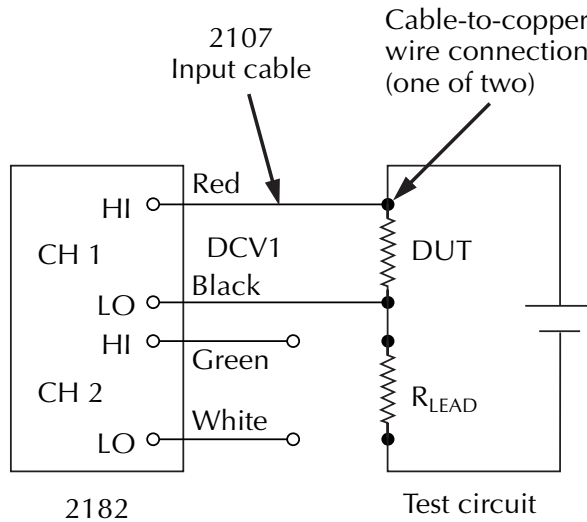 2107
Input cable
Cable-to-copper
wire connection
(one of two)
Red
HI
CH 1
DCV1
DUT
Black
LO
HI
Green
CH 2
R_LEAD
White
LO
2182
Test circuit